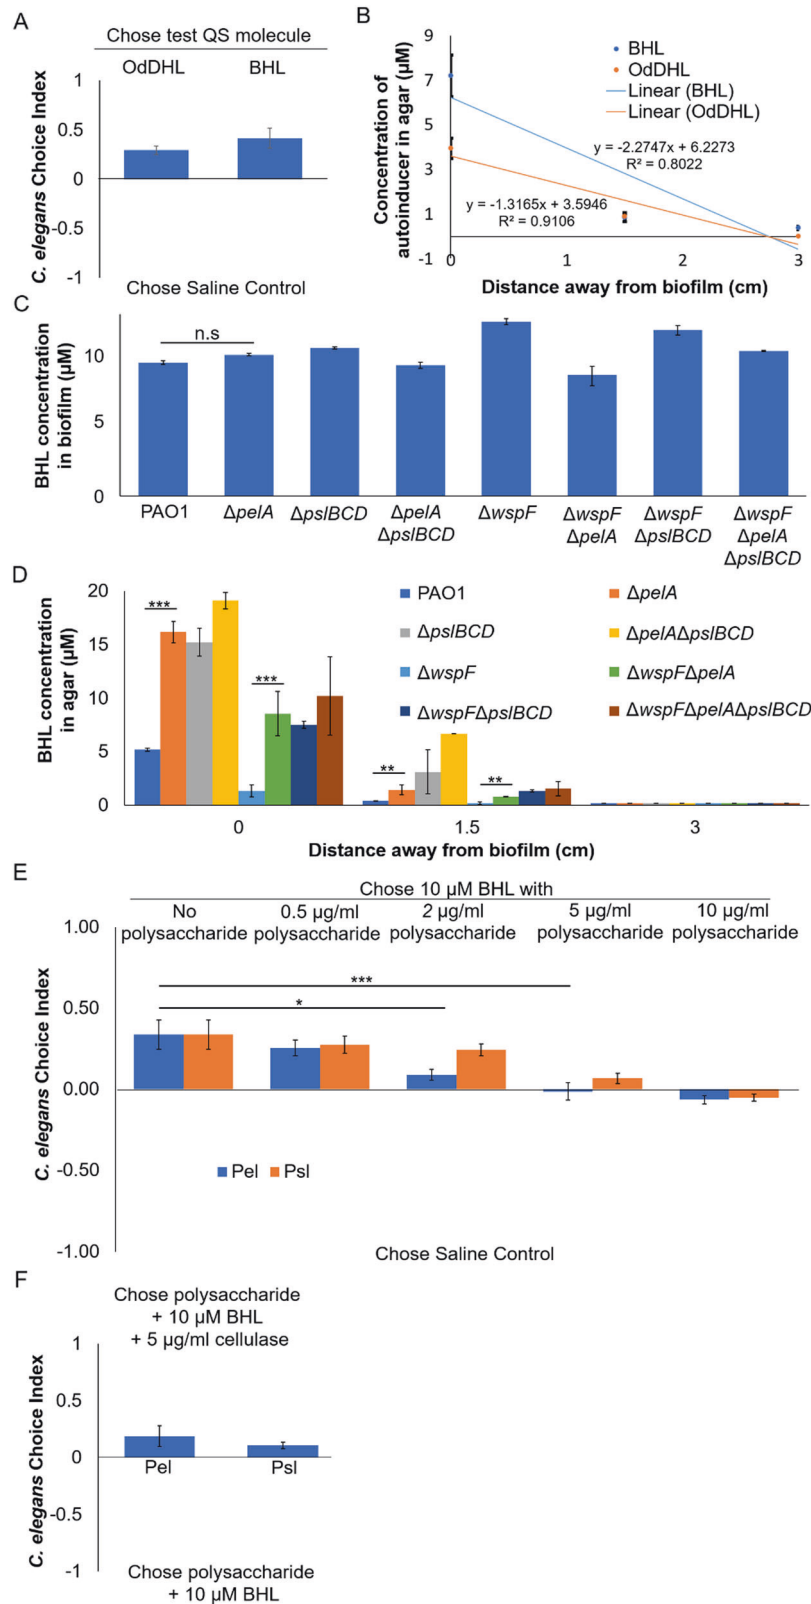 A
Chose test QS molecule
OdDHL BHL
C. elegans Choice Index
1
0.5
0
-0.5
-1
Chose Saline Control
B
Concentration of
autoinducer in agar (µM)
9
7
5
3
1
-1
BHL
OdDHL
Linear (BHL)
Linear (OdDHL)
y = -2.2747x + 6.2273
R² = 0.8022
y = -1.3165x + 3.5946
R² = 0.9106
0 1 2 3
Distance away from biofilm (cm)
C
BHL concentration
in biofilm (µM)
10
5
0
n.s
PAO1 ΔpelA ΔpslBCD ΔpelA ΔwspF ΔwspF ΔwspF ΔwspF
ΔpslBCD ΔpelA ΔpslBCD ΔpelA
ΔpslBCD
D
BHL concentration
in agar (µM)
20
15
10
5
0
*** *** ** **
PAO1 ΔpelA
ΔpslBCD ΔpelAΔpslBCD
ΔwspF ΔwspFΔpelA
ΔwspFΔpslBCD ΔwspFΔpelAΔpslBCD
0 1.5 3
Distance away from biofilm (cm)
E
Chose 10 µM BHL with
No 0.5 µg/ml 2 µg/ml 5 µg/ml 10 µg/ml
polysaccharide polysaccharide polysaccharide polysaccharide polysaccharide
C. elegans Choice Index
1.00
0.50
0.00
-0.50
-1.00
***
*
Pel Psl
Chose Saline Control
F
Chose polysaccharide
+ 10 µM BHL
+ 5 µg/ml cellulase
C. elegans Choice Index
1
0.5
0
-0.5
-1
Pel Psl
Chose polysaccharide
+ 10 µM BHL